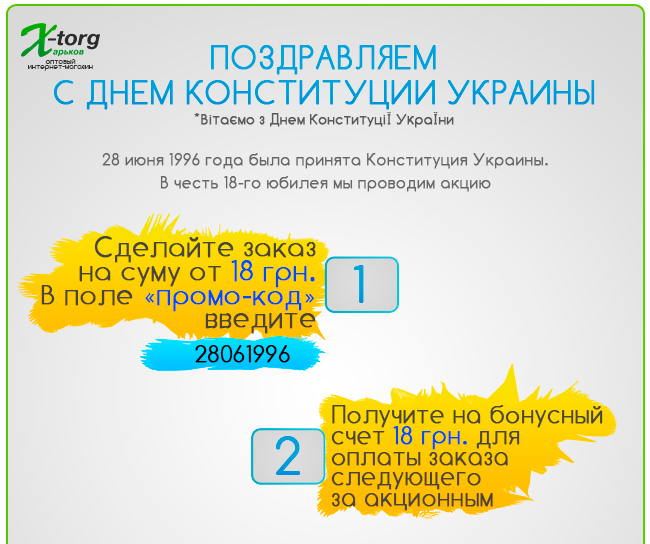 X-torg
Харьков
оптовый
интернет-магазин
ПОЗДРАВЛЯЕМ
С ДНЕМ КОНСТИТУЦИИ УКРАИНЫ
*Вітаємо з Днем Конституції України
28 июня 1996 года была принята Конституция Украины.
В честь 18-го юбилея мы проводим акцию
Сделайте заказ
на суму от 18 грн.
В поле «промо-код»
введите
1
28061996
2
Получите на бонусный
счет 18 грн. для
оплаты заказа
следующего
за акционным